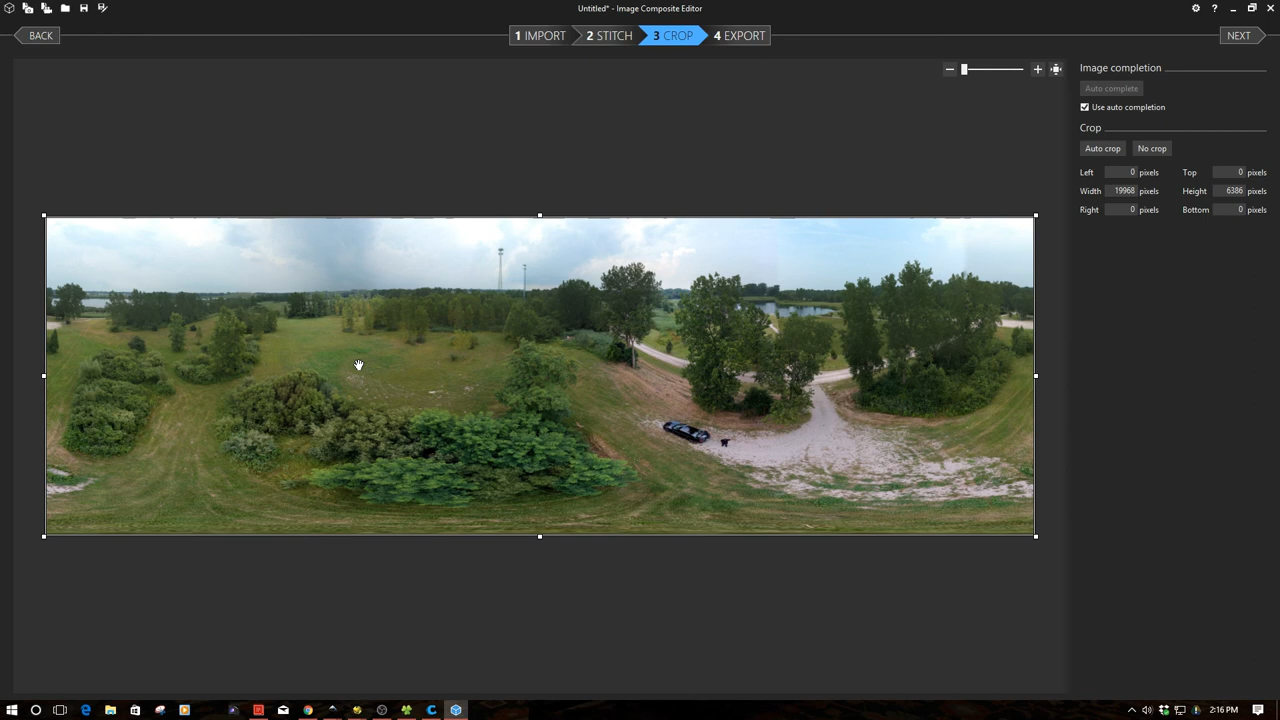 Untitled* - Image Composite Editor
BACK
1 IMPORT
2 STITCH
3 CROP
4 EXPORT
NEXT
Image completion
Auto complete
Use auto completion
Crop
Auto crop No crop
Left 0 pixels Top 0 pixels
Width 19968 pixels Height 6386 pixels
Right 0 pixels Bottom 0 pixels
2:16 PM